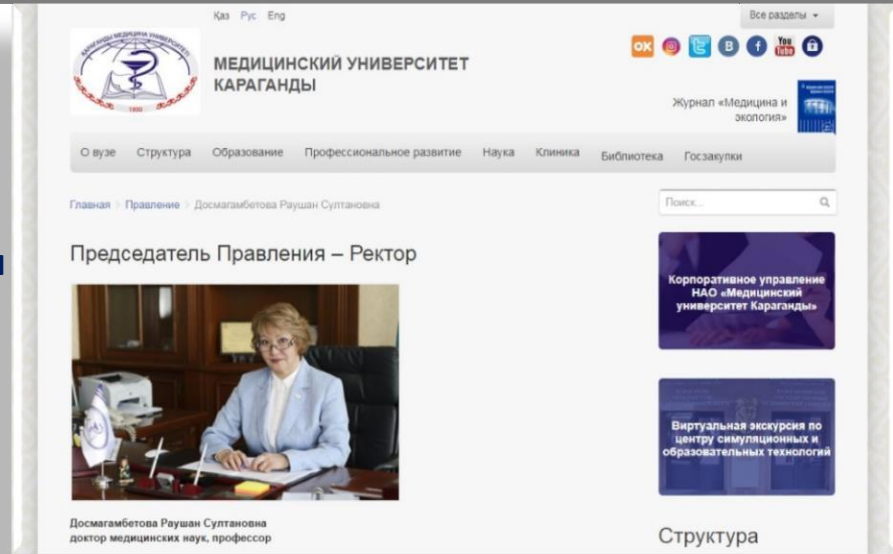 Қаз Рус Eng
Все разделы
МЕДИЦИНСКИЙ УНИВЕРСИТЕТ
КАРАГАНДЫ
Журнал «Медицина и
экология»
О вузе Структура Образование Профессиональное развитие Наука Клиника Библиотека Госзакупки
Главная > Правление > Досмагамбетова Раушан Султановна
Поиск...
Председатель Правления – Ректор
Корпоративное управление
НАО «Медицинский
университет Караганды»
Виртуальная экскурсия по
центру симуляционных и
образовательных технологий
Досмагамбетова Раушан Султановна
доктор медицинских наук, профессор
Структура